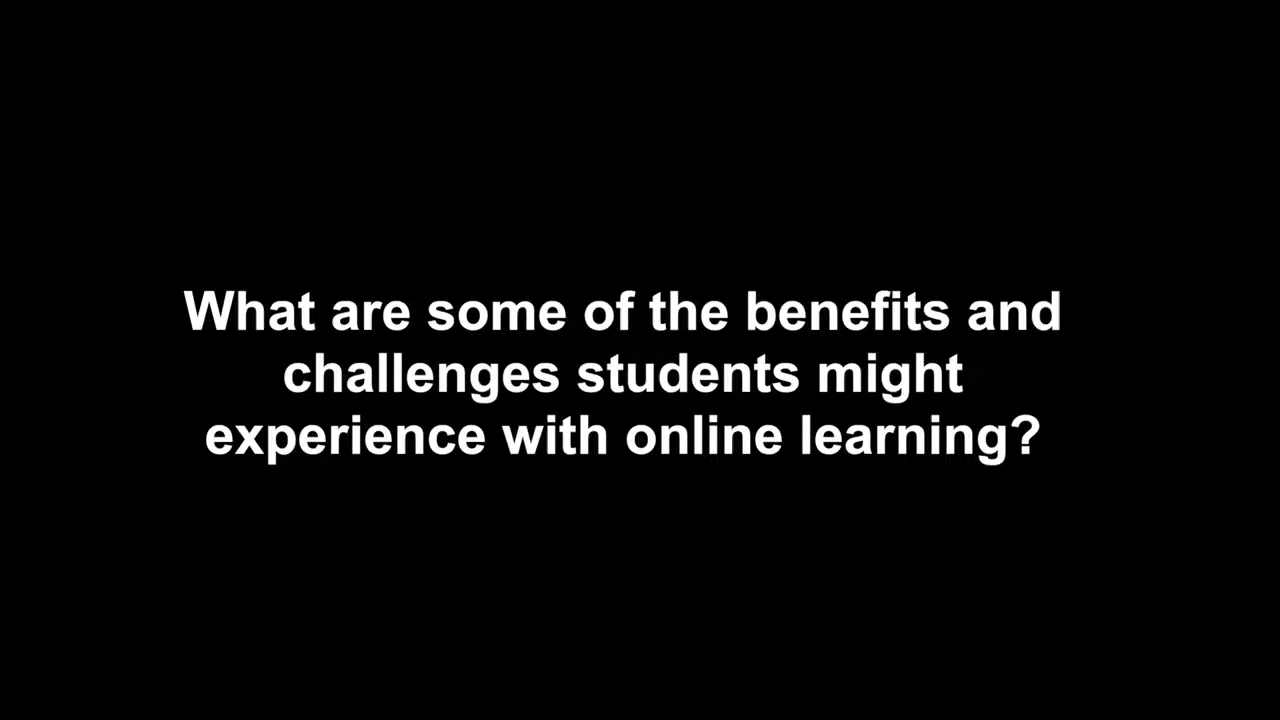 What are some of the benefits and
challenges students might
experience with online learning?